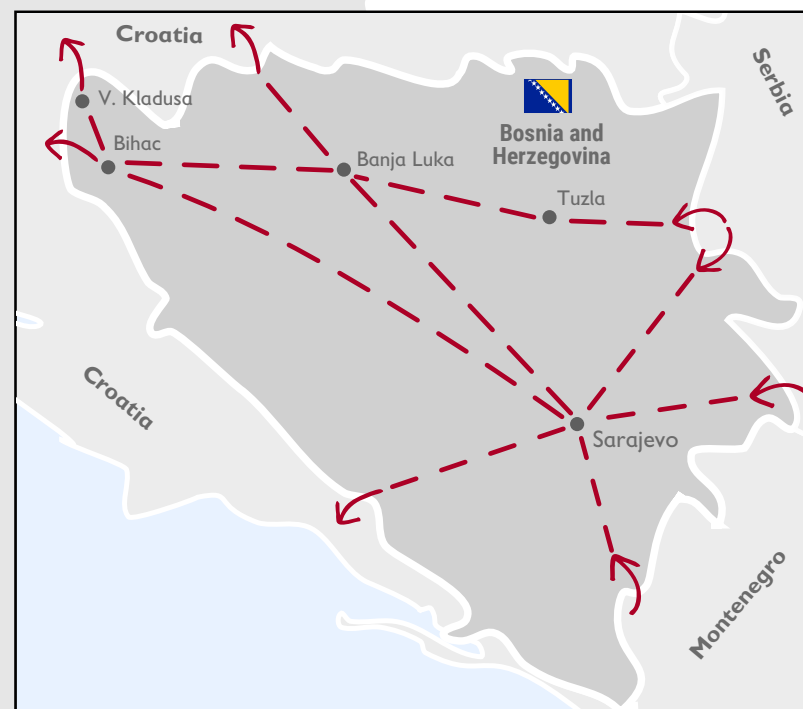 Croatia
Serbia
V. Kladusa
Bosnia and
Herzegovina
Bihac
Banja Luka
Tuzla
Croatia
Sarajevo
Montenegro